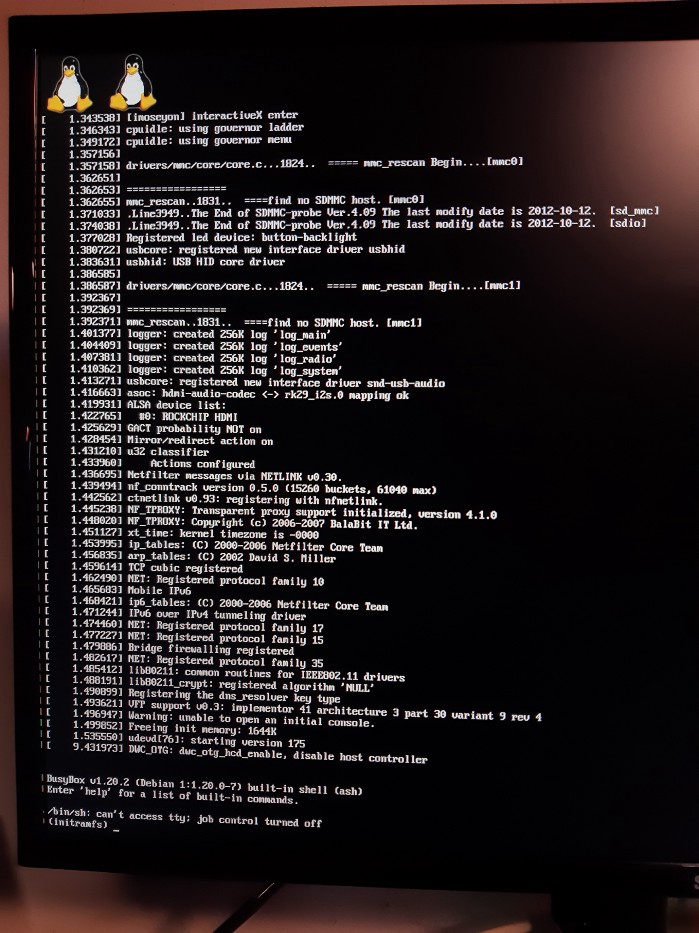 [    1.343538] [imoseyon] interactiveX enter
[    1.346343] cpuidle: using governor ladder
[    1.349172] cpuidle: using governor menu
[    1.357156]
[    1.357158] drivers/mmc/core/core.c...1824..  ===== mmc_rescan Begin....[mmc0]
[    1.362651]
[    1.362653] =================
[    1.362655] mmc_rescan..1831..  ====find no SDMMC host. [mmc0]
[    1.371033] .Line3949..The End of SDMMC-probe Ver.4.09 The last modify date is 2012-10-12.  [sd_mmc]
[    1.374038] .Line3949..The End of SDMMC-probe Ver.4.09 The last modify date is 2012-10-12.  [sdio]
[    1.377028] Registered led device: button-backlight
[    1.380722] usbcore: registered new interface driver usbhid
[    1.383631] usbhid: USB HID core driver
[    1.386585]
[    1.386587] drivers/mmc/core/core.c...1824..  ===== mmc_rescan Begin....[mmc1]
[    1.392367]
[    1.392369] =================
[    1.392371] mmc_rescan..1831..  ====find no SDMMC host. [mmc1]
[    1.401377] logger: created 256K log 'log_main'
[    1.404409] logger: created 256K log 'log_events'
[    1.407381] logger: created 256K log 'log_radio'
[    1.410362] logger: created 256K log 'log_system'
[    1.413271] usbcore: registered new interface driver snd-usb-audio
[    1.416663] asoc: hdmi-audio-codec <-> rk29_i2s.0 mapping ok
[    1.419931] ALSA device list:
[    1.422765]   #0: ROCKCHIP HDMI
[    1.425629] GACT probability NOT on
[    1.428454] Mirror/redirect action on
[    1.431210] u32 classifier
[    1.433960]     Actions configured
[    1.436695] Netfilter messages via NETLINK v0.30.
[    1.439494] nf_conntrack version 0.5.0 (15260 buckets, 61040 max)
[    1.442562] ctnetlink v0.93: registering with nfnetlink.
[    1.445238] NF_TPROXY: Transparent proxy support initialized, version 4.1.0
[    1.448020] NF_TPROXY: Copyright (c) 2006-2007 BalaBit IT Ltd.
[    1.451127] xt_time: kernel timezone is -0000
[    1.453995] ip_tables: (C) 2000-2006 Netfilter Core Team
[    1.456835] arp_tables: (C) 2002 David S. Miller
[    1.459614] TCP cubic registered
[    1.462490] NET: Registered protocol family 10
[    1.465683] Mobile IPv6
[    1.468421] ip6_tables: (C) 2000-2006 Netfilter Core Team
[    1.471244] IPv6 over IPv4 tunneling driver
[    1.474460] NET: Registered protocol family 17
[    1.477227] NET: Registered protocol family 15
[    1.479886] Bridge firewalling registered
[    1.482617] NET: Registered protocol family 35
[    1.485412] lib80211: common routines for IEEE802.11 drivers
[    1.488191] lib80211_crypt: registered algorithm 'NULL'
[    1.490899] Registering the dns_resolver key type
[    1.493621] VFP support v0.3: implementor 41 architecture 3 part 30 variant 9 rev 4
[    1.496947] Warning: unable to open an initial console.
[    1.499852] Freeing init memory: 1644K
[    1.535550] udevd[76]: starting version 175
[    9.431973] DWC_OTG: dwc_otg_hcd_enable, disable host controller
BusyBox v1.20.2 (Debian 1:1.20.0-7) built-in shell (ash)
Enter 'help' for a list of built-in commands.
/bin/sh: can't access tty; job control turned off
(initramfs) _